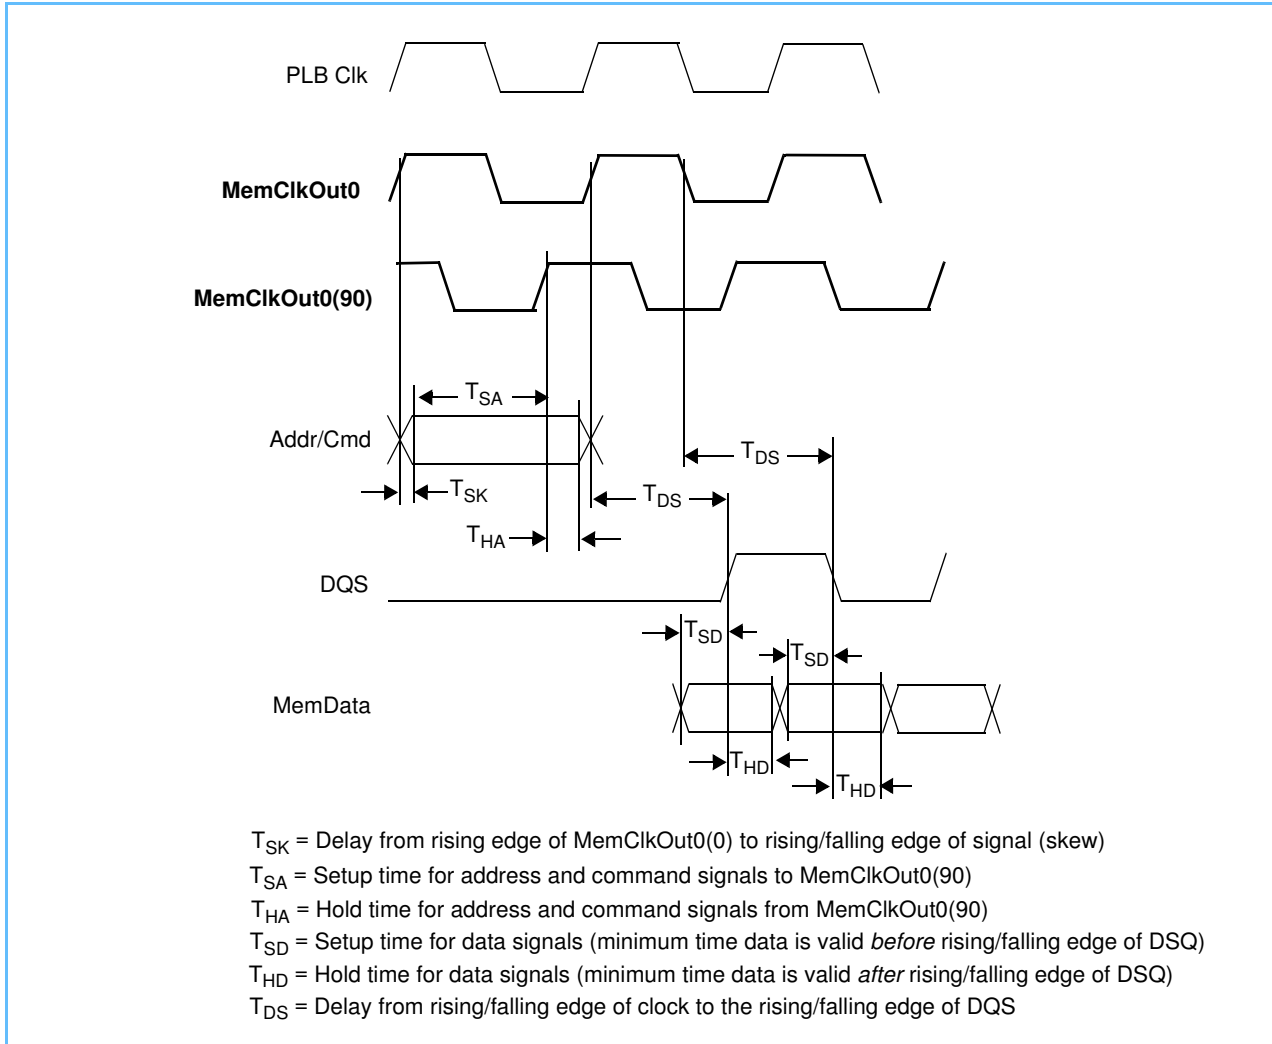 PLB Clk
MemClkOut0
MemClkOut0(90)
TSA
Addr/Cmd
TDS
TSK
TDS
THA
DQS
TSD
TSD
MemData
THD
THD
TSK = Delay from rising edge of MemClkOut0(0) to rising/falling edge of signal (skew)
TSA = Setup time for address and command signals to MemClkOut0(90)
THA = Hold time for address and command signals from MemClkOut0(90)
TSD = Setup time for data signals (minimum time data is valid before rising/falling edge of DSQ)
THD = Hold time for data signals (minimum time data is valid after rising/falling edge of DSQ)
TDS = Delay from rising/falling edge of clock to the rising/falling edge of DQS